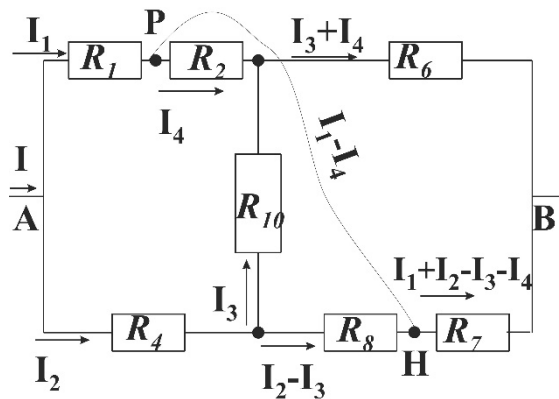 P
I₁
R₁
R₂
I₃+I₄
R₆
I₄
I₁-I₄
I
A
R₁₀
B
I₃
I₁+I₂-I₃-I₄
R₄
R₈
R₇
I₂
I₂-I₃
H